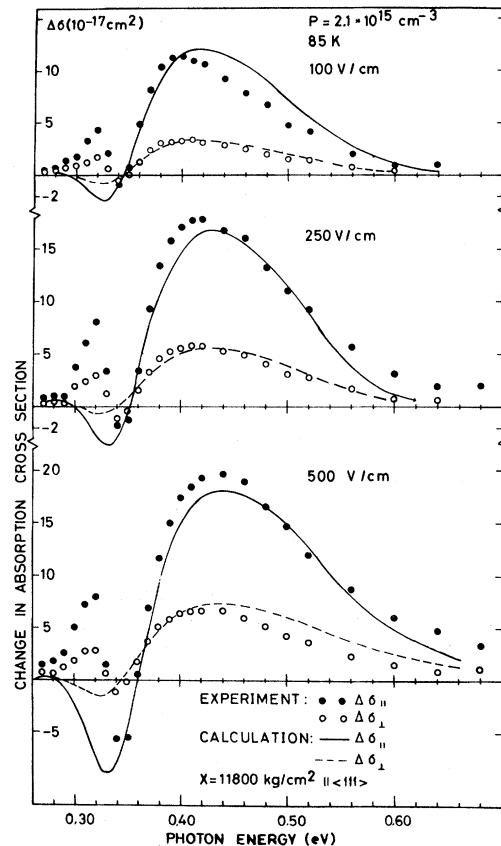 Δσ(10⁻¹⁷cm²)
P = 2.1 × 10¹⁵ cm⁻³
85 K
100 V/cm
10
5
-2
250 V/cm
15
10
5
-2
500 V/cm
20
15
10
5
0
-5
CHANGE IN ABSORPTION CROSS SECTION
EXPERIMENT: ● ● Δσ∥
○ ○ Δσ⊥
CALCULATION: —— Δσ∥
– – – Δσ⊥
X=11800 kg/cm² ∥<111>
0.30 0.40 0.50 0.60
PHOTON ENERGY (eV)